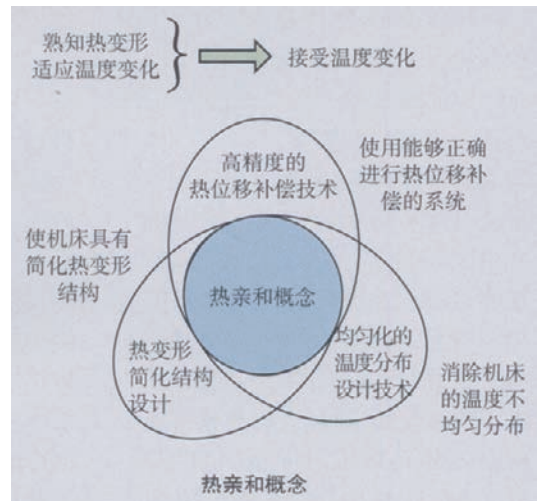 熟知热变形
适应温度变化
接受温度变化
高精度的
热位移补偿技术
使用能够正确
进行热位移补
偿的系统
使机床具有
简化热变形
结构
热亲和概念
热变形
简化结构
设计
均匀化的
温度分布
设计技术
消除机床
的温度不
均匀分布
热亲和概念